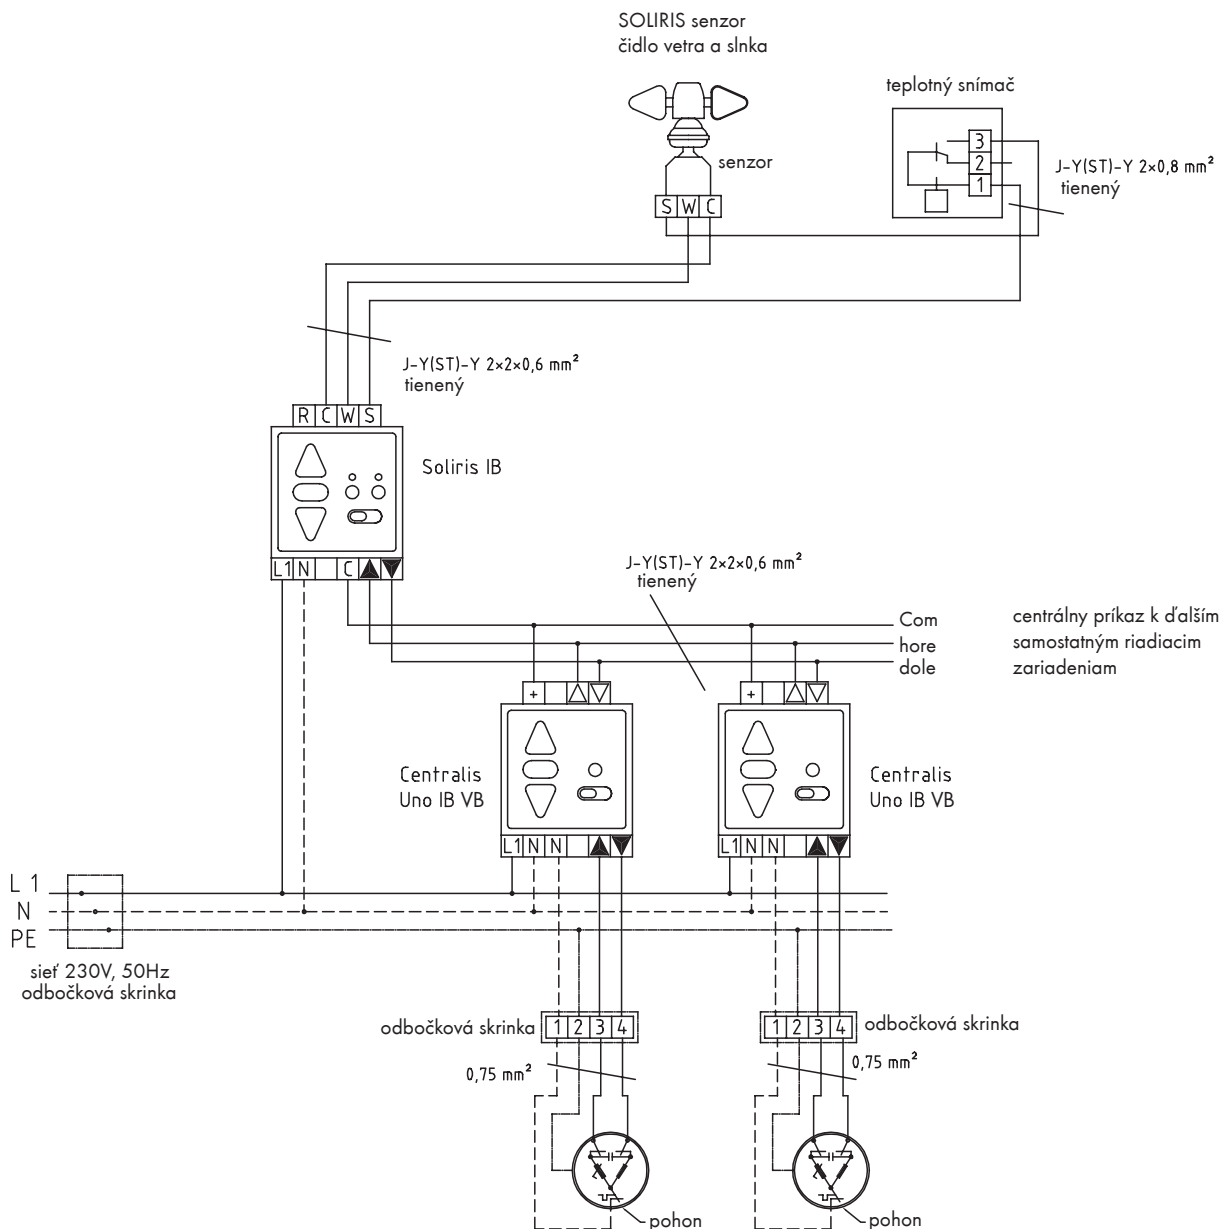 SOLIRIS senzor
čidlo vetra a slnka
teplotný snímač
3
2
1
senzor
J-Y(ST)-Y 2×0,8 mm²
tienený
S W C
J-Y(ST)-Y 2×2×0,6 mm²
tienený
R C W S
Soliris IB
L1 N C
J-Y(ST)-Y 2×2×0,6 mm²
tienený
Com
hore
dole
centrálny príkaz k ďalším
samostatným riadiacim
zariadeniam
+
+
Centralis
Uno IB VB
Centralis
Uno IB VB
L1 N N
L1 N N
L 1
N
PE
sieť 230V, 50Hz
odbočková skrinka
odbočková skrinka
1 2 3 4
1 2 3 4
odbočková skrinka
0,75 mm²
0,75 mm²
pohon
pohon